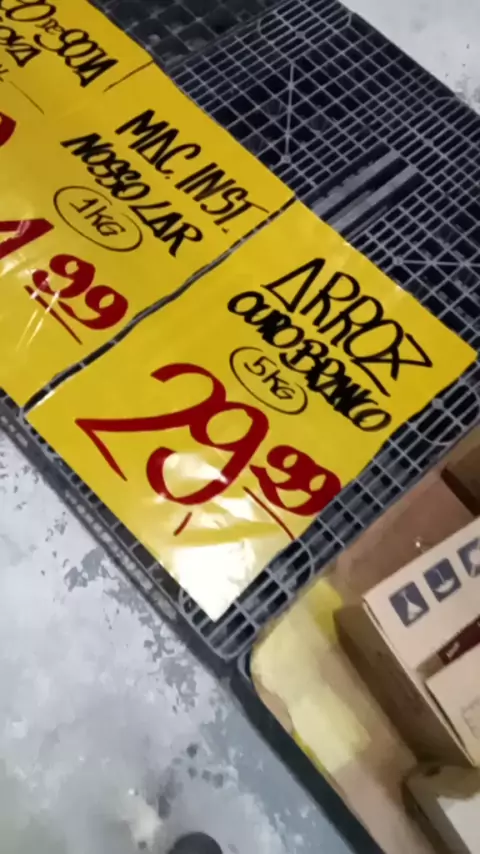 DE SOJA
MAC. INST.
NOSSO LAR
1KG
4,99
ARROZ
OURO BRANCO
5KG
29,99